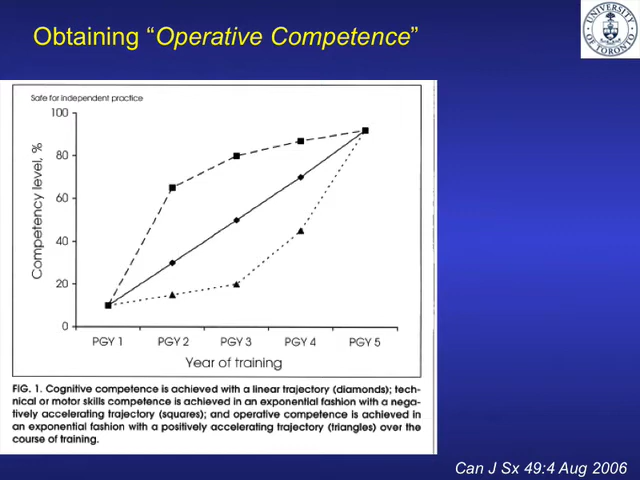 Obtaining “Operative Competence”
UNIVERSITY
OF TORONTO
Safe for independent practice
100
80
60
40
20
0
Competency level, %
PGY 1 PGY 2 PGY 3 PGY 4 PGY 5
Year of training
FIG. 1. Cognitive competence is achieved with a linear trajectory (diamonds); tech-
nical or motor skills competence is achieved in an exponential fashion with a nega-
tively accelerating trajectory (squares); and operative competence is achieved in
an exponential fashion with a positively accelerating trajectory (triangles) over the
course of training.
Can J Sx 49:4 Aug 2006